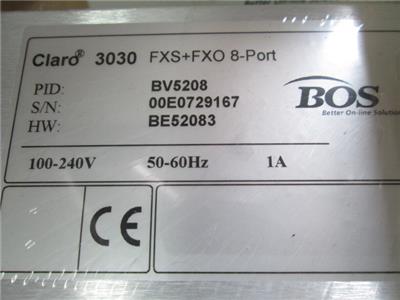 Claro® 3030 FXS+FXO 8-Port
PID: BV5208
S/N: 00E0729167
HW: BE52083
BOS
Better On-line Solution
100-240V 50-60Hz 1A
CE